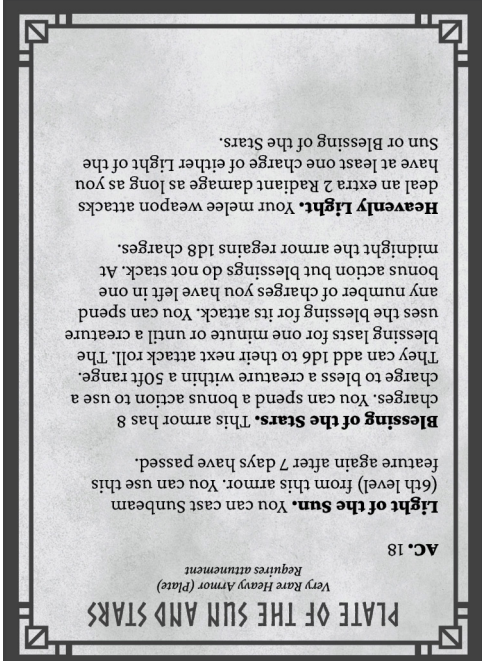 PLATE OF THE SUN AND STARS
Very Rare Heavy Armor (Plate)
Requires attunement
AC. 18
Light of the Sun. You can cast Sunbeam
(6th level) from this armor. You can use this
feature again after 7 days have passed.
Blessing of the Stars. This armor has 8
charges. You can spend a bonus action to use a
charge to bless a creature within a 50ft range.
They can add 1d6 to their next attack roll. The
blessing lasts for one minute or until a creature
uses the blessing for its attack. You can spend
any number of charges you have left in one
bonus action but blessings do not stack. At
midnight the armor regains 1d8 charges.
Heavenly Light. Your melee weapon attacks
deal an extra 2 Radiant damage as long as you
have at least one charge of either Light of the
Sun or Blessing of the Stars.